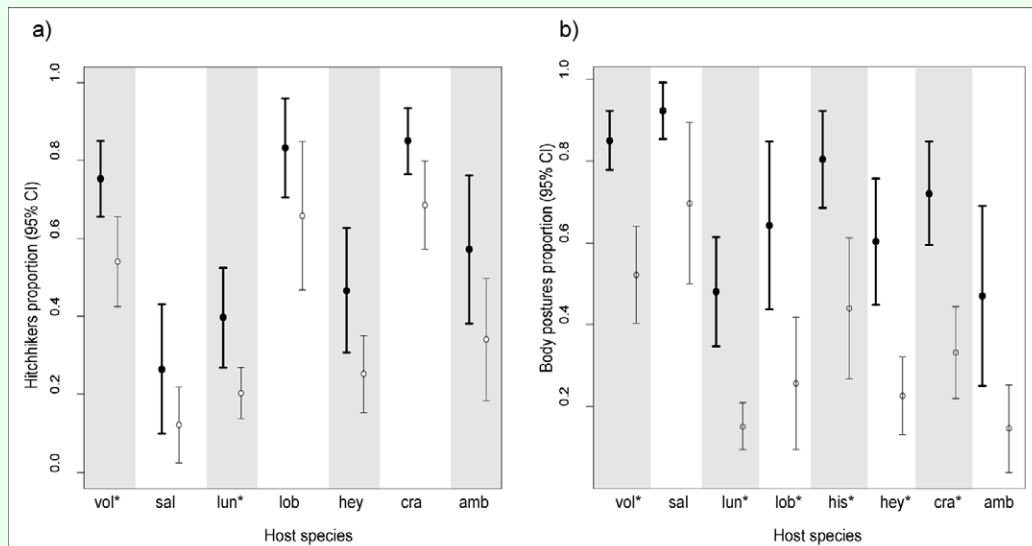 a)
Hitchhikers proportion (95% CI)
1.0
0.8
0.6
0.4
0.2
0.0
vol* sal lun* lob hey cra amb
Host species
b)
Body postures proportion (95% CI)
1.0
0.8
0.6
0.4
0.2
vol* sal lun* lob* his* hey* cra* amb
Host species